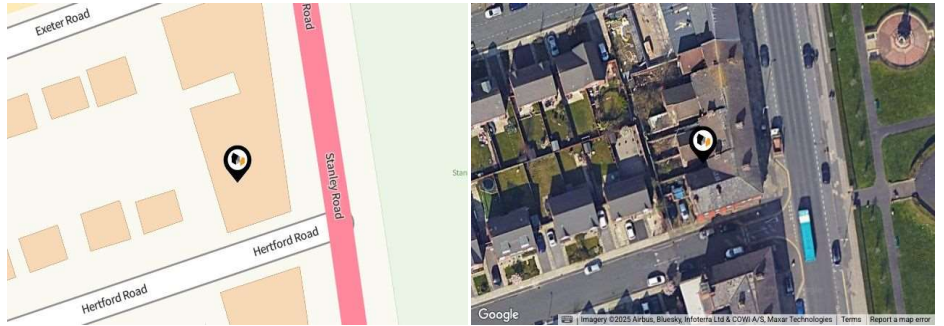 Exeter Road
Road
Stanley Road
Stan
Hertford Road
Hertford Road
Google
Imagery ©2025 Airbus, Bluesky, Infoterra Ltd & COWI A/S, Maxar Technologies
Terms
Report a map error